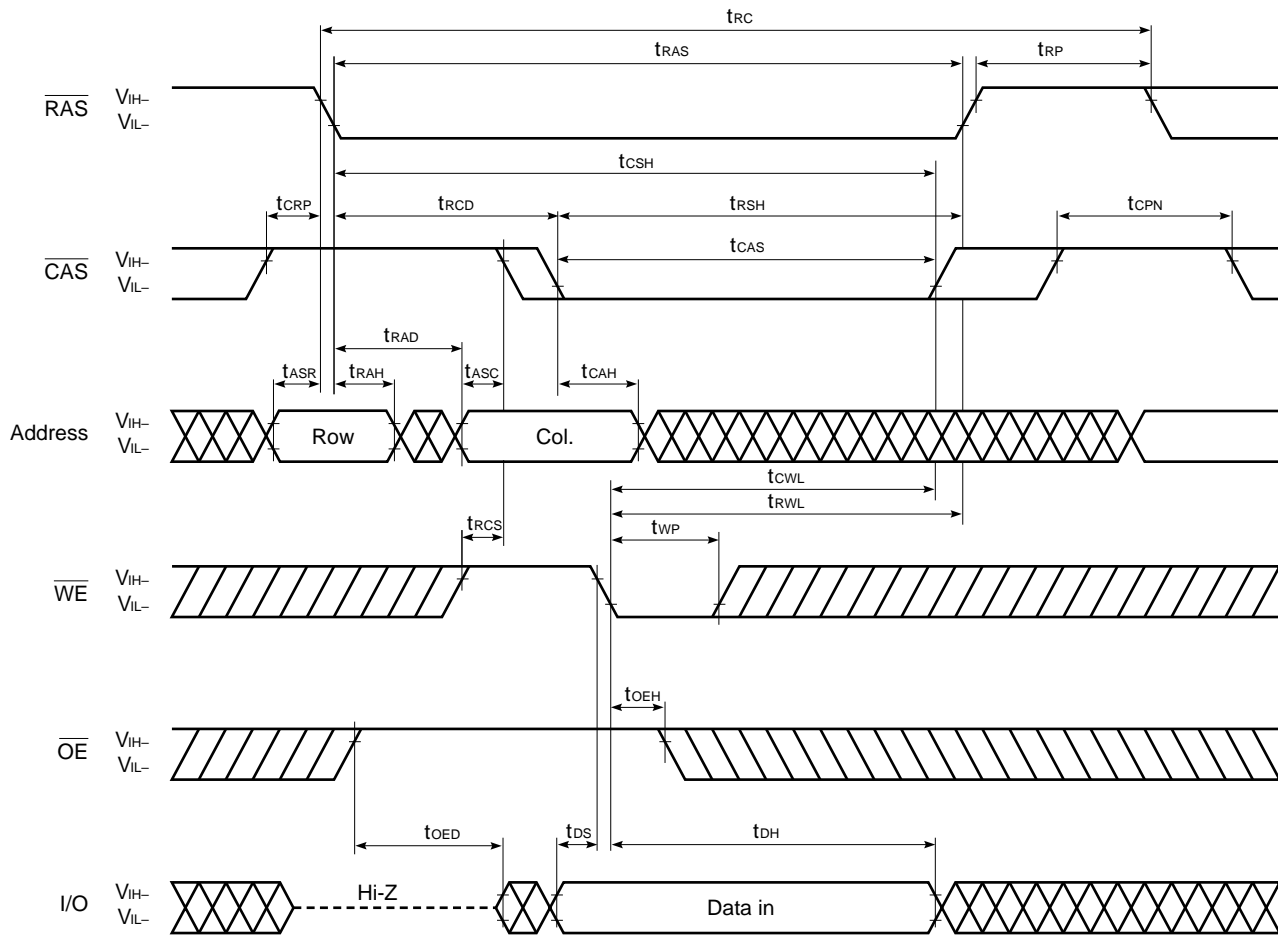 tRC
tRAS
tRP
RAS
VIH–
VIL–
tCSH
tCRP
tRCD
tRSH
tCPN
tCAS
CAS
VIH–
VIL–
tRAD
tASR
tRAH
tASC
tCAH
Address
VIH–
VIL–
Row
Col.
tCWL
tRWL
tRCS
tWP
WE
VIH–
VIL–
tOEH
OE
VIH–
VIL–
tOED
tDS
tDH
I/O
VIH–
VIL–
Hi-Z
Data in